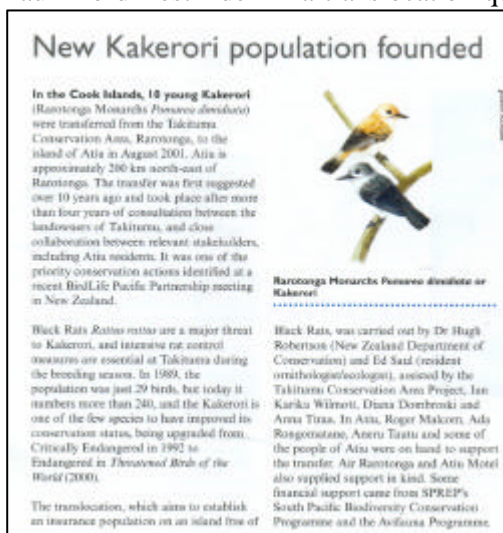 New Kakerori population founded
In the Cook Islands, 10 young Kakerori
(Rarotonga Monarchs Pomarea dimidiata)
were transferred from the Takitumu
Conservation Area, Rarotonga, to the
island of Atiu in August 2001. Atiu is
approximately 200 km north-east of
Rarotonga. The transfer was first suggested
over 10 years ago and took place after more
than four years of consultation between the
landowners of Takitumu, and close
collaboration between relevant stakeholders,
including Atiu residents. It was one of the
priority conservation actions identified at a
recent BirdLife Pacific Partnership meeting
in New Zealand.
Black Rats Rattus rattus are a major threat
to Kakerori, and intensive rat control
measures are essential at Takitumu during
the breeding season. In 1989, the
population was just 29 birds, but today it
numbers more than 240, and the Kakerori is
one of the few species to have improved its
conservation status, being upgraded from
Critically Endangered in 1992 to
Endangered in Threatened Birds of the
World (2000).
The translocation, which aims to establish
an insurance population on an island free of
Rarotonga Monarchs Pomarea dimidiata or
Kakerori
Black Rats, was carried out by Dr Hugh
Robertson (New Zealand Department of
Conservation) and Ed Saul (resident
ornithologist/ecologist), assisted by the
Takitumu Conservation Area Project, Ian
Karika Wilmott, Diana Dombroski and
Anna Tiraa. In Atiu, Roger Malcom, Ada
Rongomatane, Aneru Tautu and some of
the people of Atiu were on hand to support
the transfer. Air Rarotonga and Atiu Motel
also supplied support in kind. Some
financial support came from SPREP's
South Pacific Biodiversity Conservation
Programme and the Avifauna Programme.